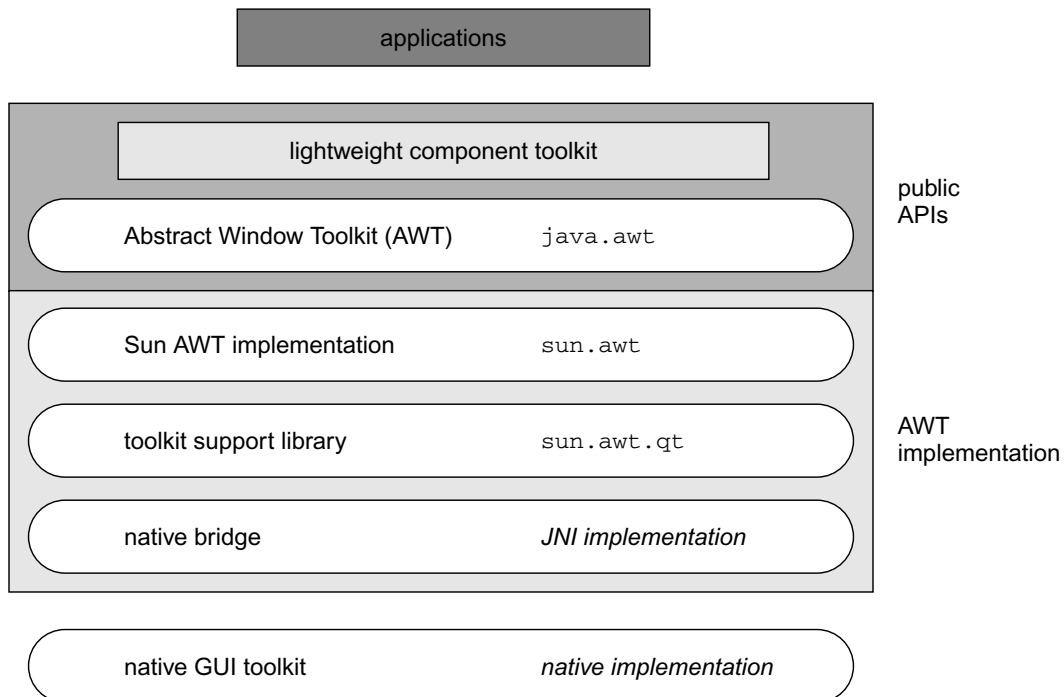 applications
lightweight component toolkit
public
APIs
Abstract Window Toolkit (AWT) java.awt
Sun AWT implementation sun.awt
toolkit support library sun.awt.qt
AWT
implementation
native bridge JNI implementation
native GUI toolkit native implementation